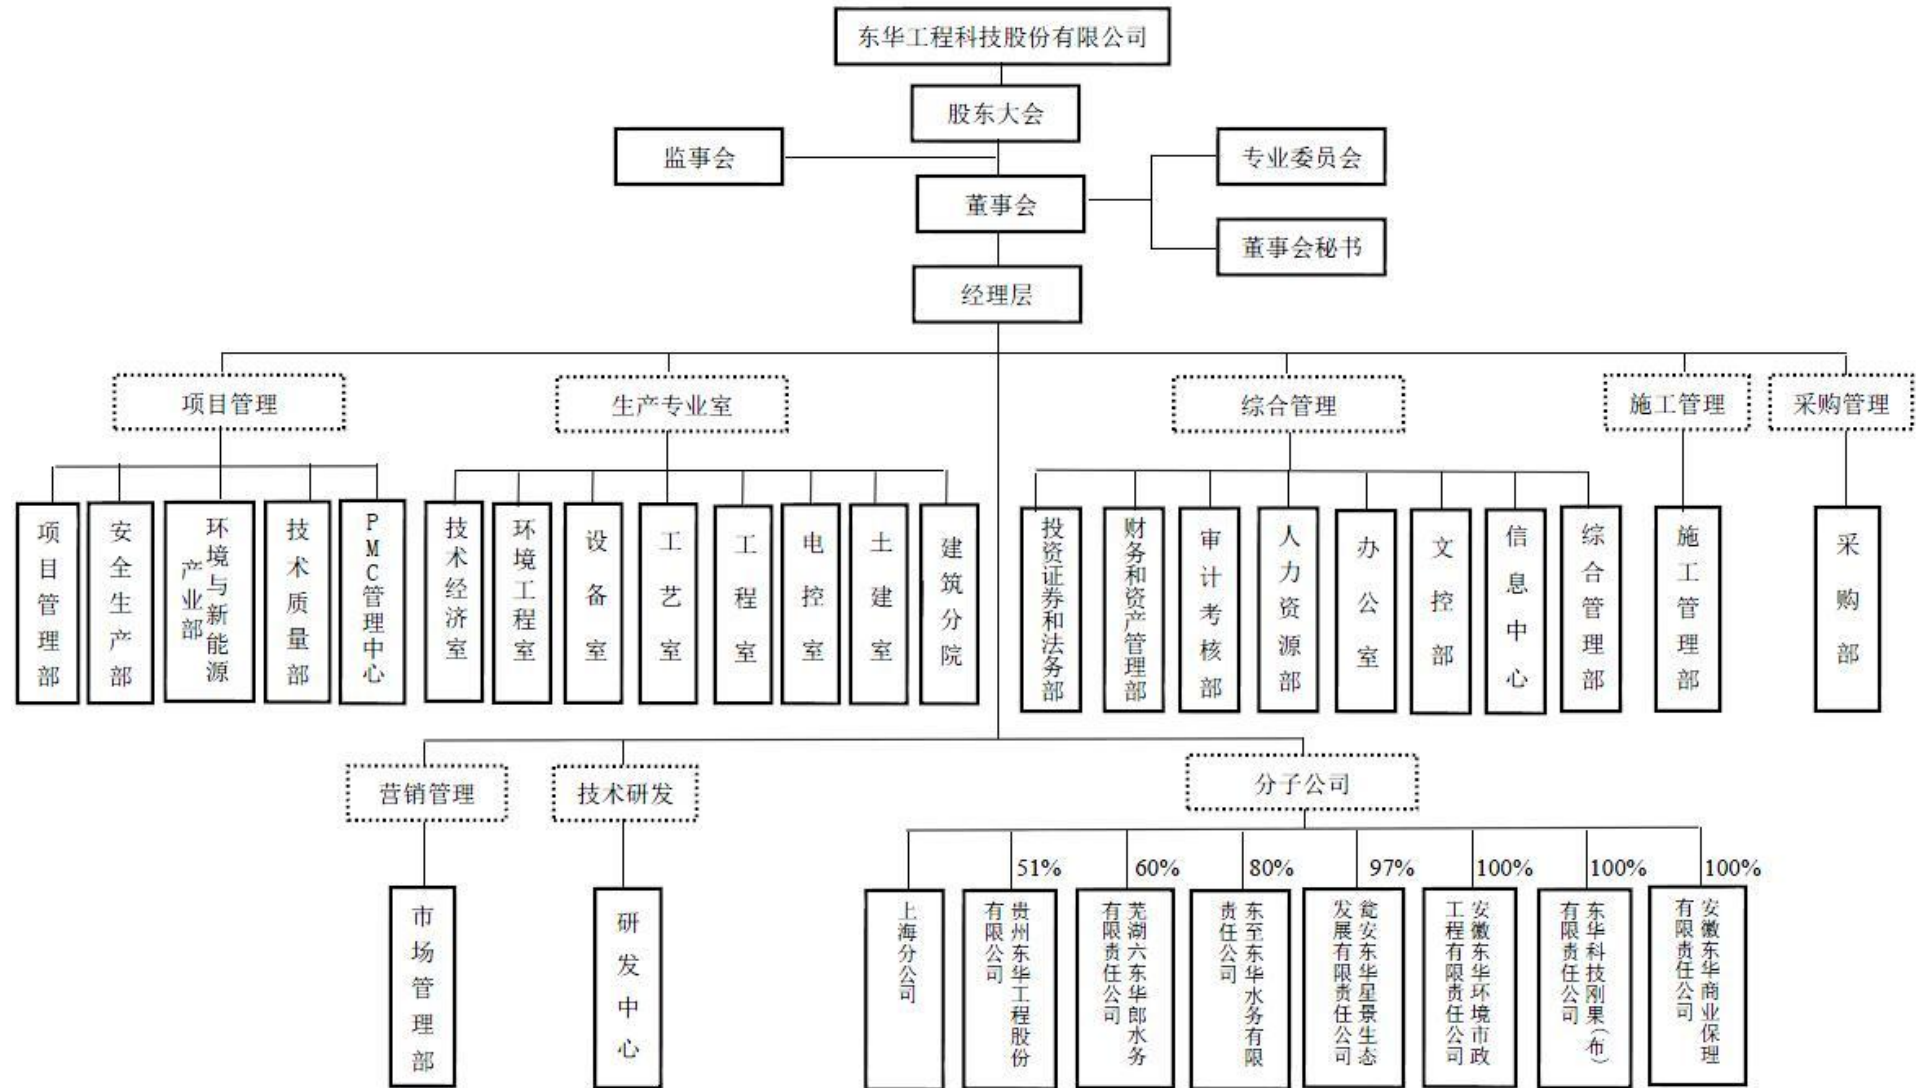 东华工程科技股份有限公司
股东大会
监事会
专业委员会
董事会
董事会秘书
经理层
项目管理
生产专业室
综合管理
施工管理
采购管理
项目管理部
安全生产部
环境与新能源
产业部
技术质量部
PMC管理中心
技术经济室
环境工程室
设备室
工艺室
工程室
电控室
土建室
建筑分院
投资证券和法务部
财务和资产管理部
审计考核部
人力资源部
办公室
文控部
信息中心
综合管理部
施工管理部
采购部
营销管理
技术研发
分子公司
市场管理部
研发中心
上海分公司
51%
贵州东华工程股份
有限公司
60%
芜湖六东华郎水务
有限责任公司
80%
东至东华水务有限
责任公司
97%
瓮安东华星景生态
发展有限责任公司
100%
安徽东华环境市政
工程有限责任公司
100%
东华科技刚果(布)
有限责任公司
100%
安徽东华商业保理
有限责任公司